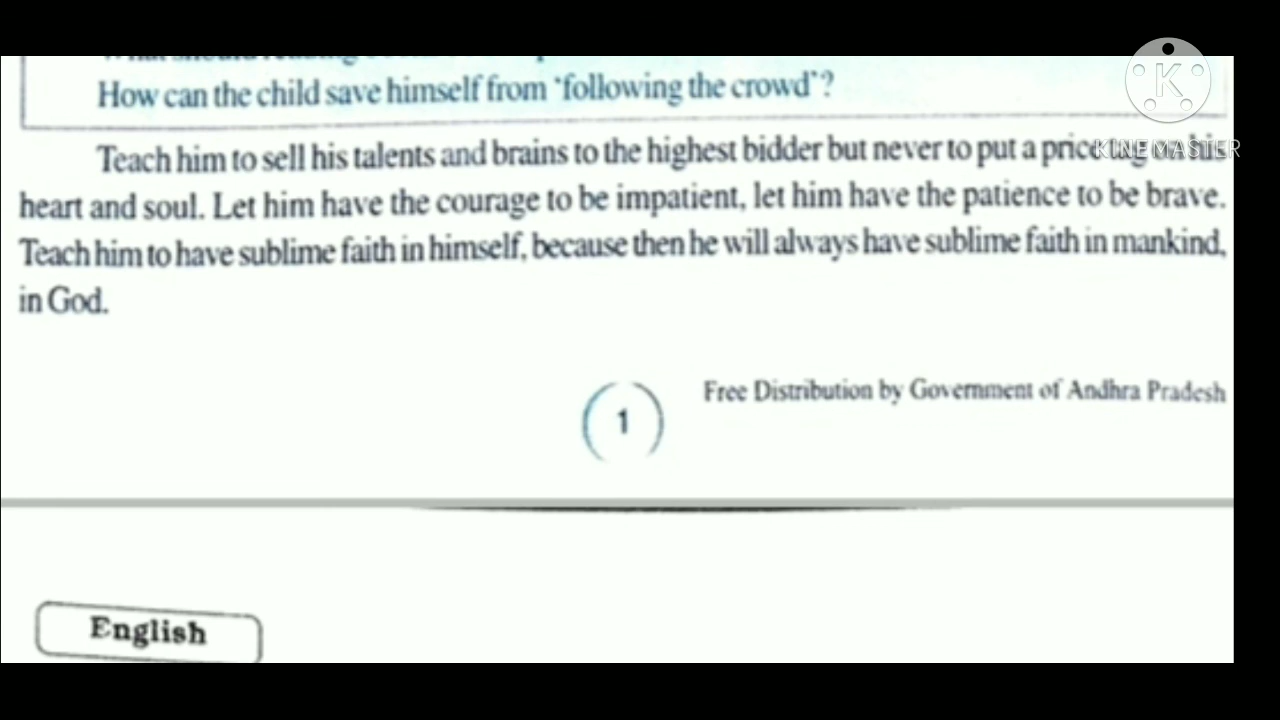 How can the child save himself from 'following the crowd'?
K
KINEMASTER
Teach him to sell his talents and brains to the highest bidder but never to put a price
heart and soul. Let him have the courage to be impatient, let him have the patience to be brave.
Teach him to have sublime faith in himself, because then he will always have sublime faith in mankind,
in God.
Free Distribution by Government of Andhra Pradesh
1
English